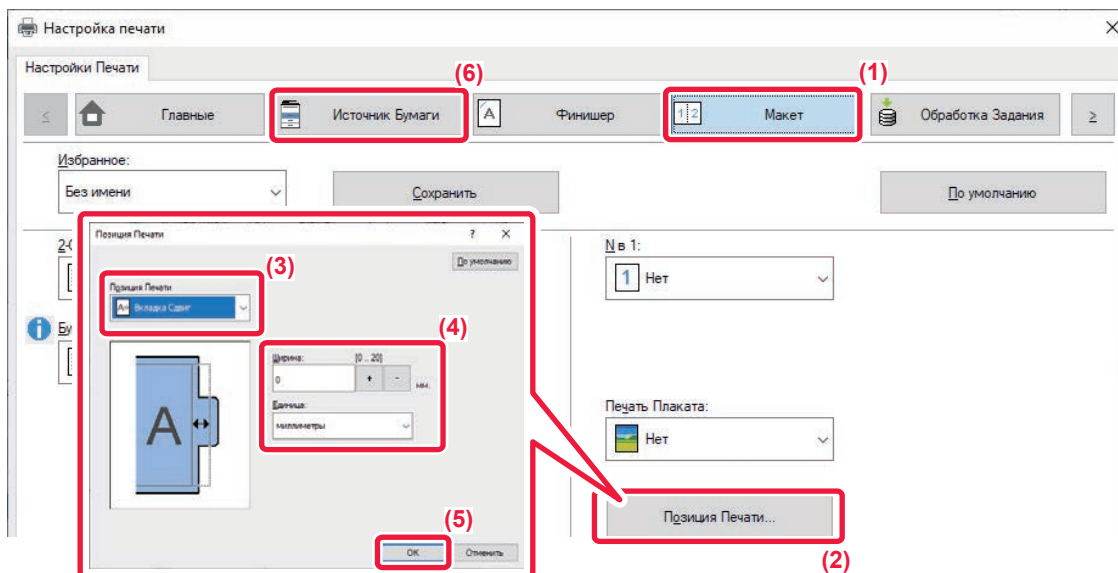 Настройка печати
Настройки Печати
(6)
(1)
<
Главные
Источник Бумаги
Финишер
Макет
Обработка Задания
>
Избранное:
Без имени
Сохранить
По умолчанию
Позиция Печати
?
По умолчанию
(3)
Позиция Печати
Вкладка Сдвиг
(4)
Ширина: [0 .. 20]
0 + - мм.
Единица:
миллиметры
A
(5)
OK
Отменить
N в 1:
1 Нет
Печать Плаката:
Нет
Позиция Печати...
(2)